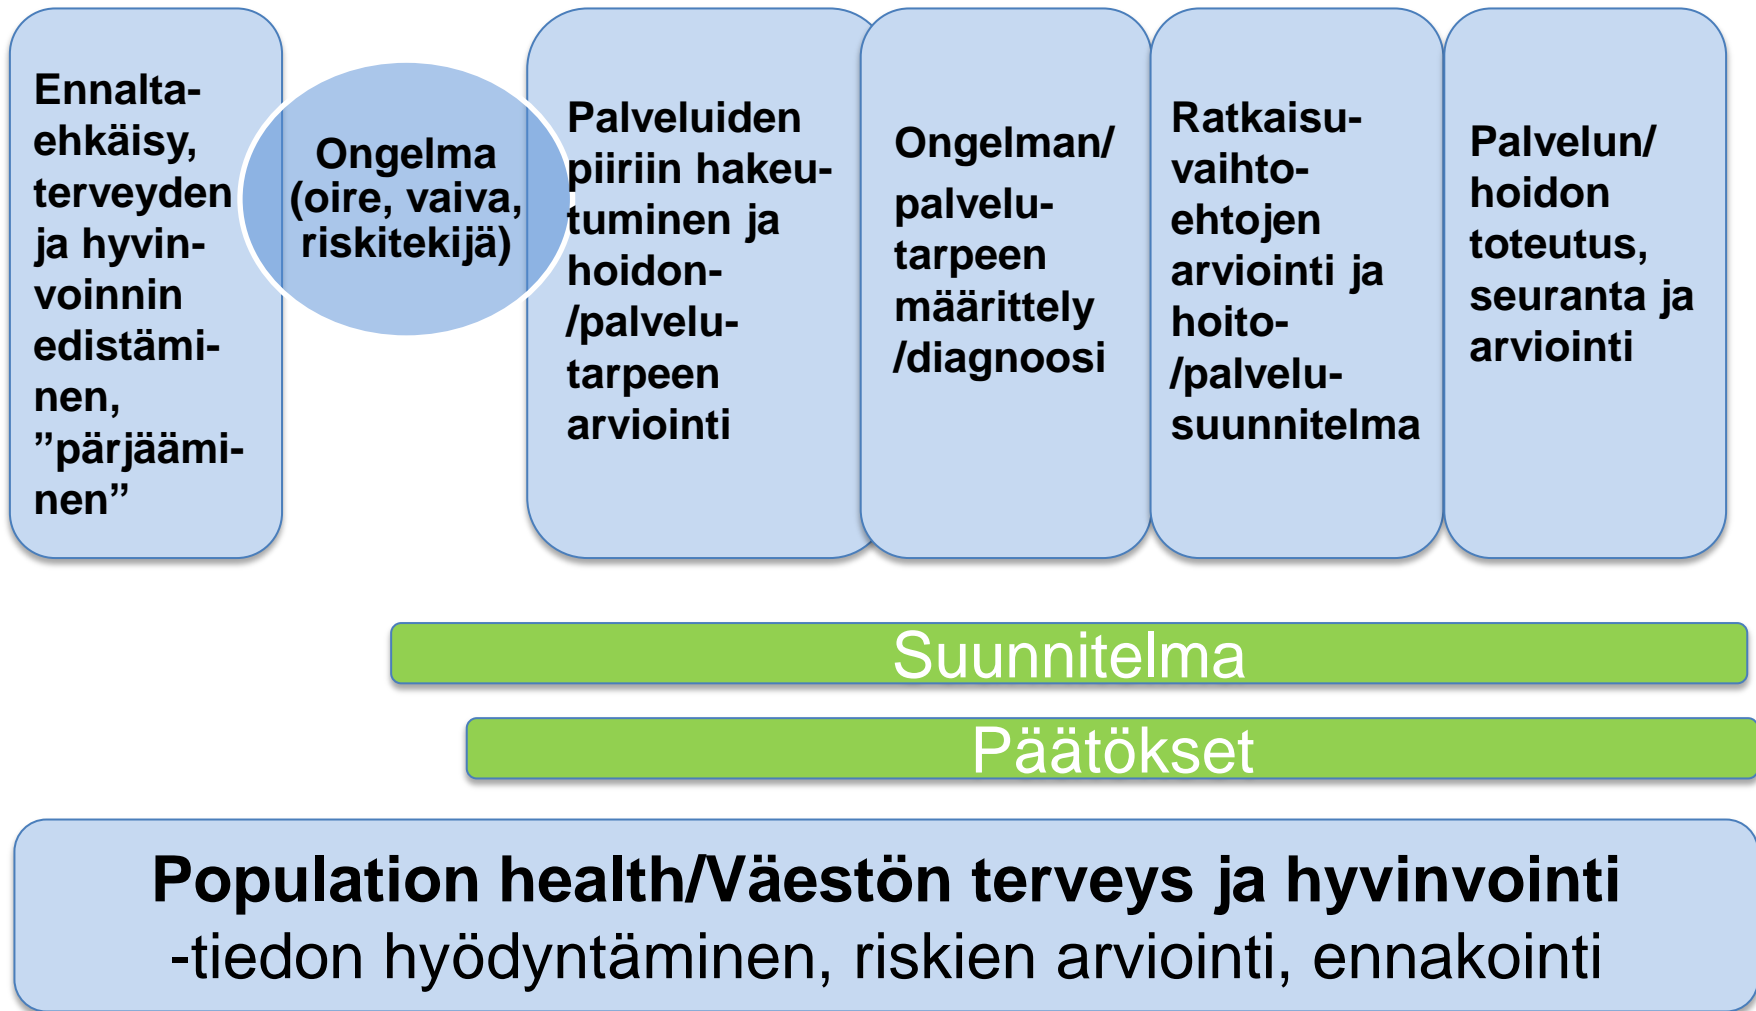 Ennalta-
ehkäisy,
terveyden
ja hyvin-
voinnin
edistämi-
nen,
”pärjäämi-
nen”
Ongelma
(oire, vaiva,
riskitekijä)
Palveluiden
piiriin hakeu-
tuminen ja
hoidon-
/palvelu-
tarpeen
arviointi
Ongelman/
palvelu-
tarpeen
määrittely
/diagnoosi
Ratkaisu-
vaihto-
ehtojen
arviointi ja
hoito-
/palvelu-
suunnitelma
Palvelun/
hoidon
toteutus,
seuranta ja
arviointi
Suunnitelma
Päätökset
Population health/Väestön terveys ja hyvinvointi
-tiedon hyödyntäminen, riskien arviointi, ennakointi